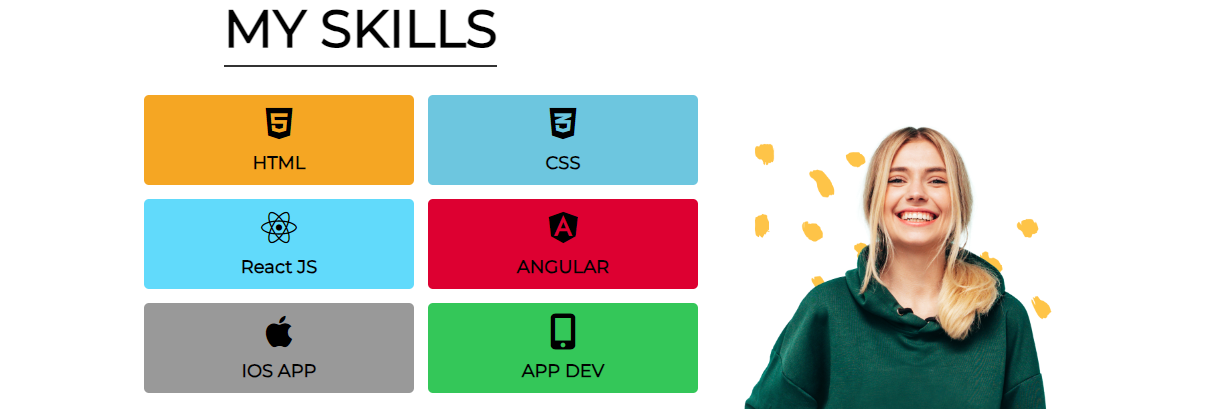 MY SKILLS
HTML
CSS
React JS
ANGULAR
IOS APP
APP DEV